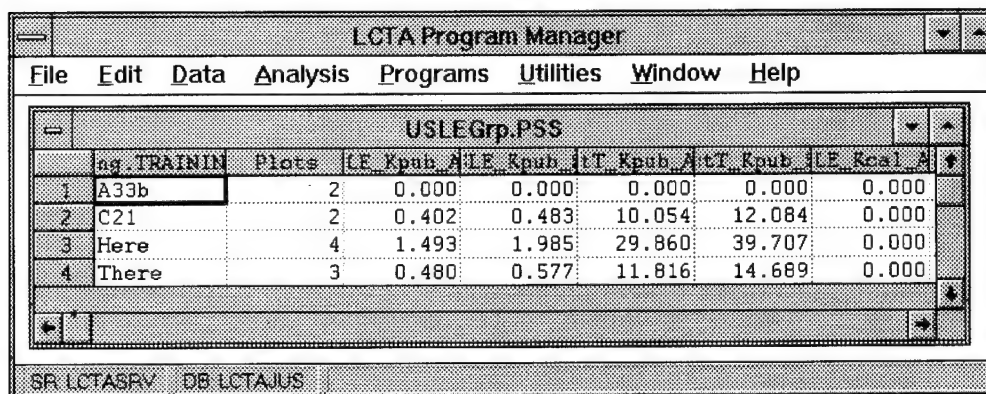 LCTA Program Manager
File Edit Data Analysis Programs Utilities Window Help
USLEGrp.PSS
ng.TRAININ Plots LE_Kpub_A LE_Kpub_ tT_Kpub_A tT_Kpub_ LE_Kcal_A
1 A33b 2 0.000 0.000 0.000 0.000 0.000
2 C21 2 0.402 0.483 10.054 12.084 0.000
3 Here 4 1.493 1.985 29.860 39.707 0.000
4 There 3 0.480 0.577 11.816 14.689 0.000
SR LCTASRV DB LCTAJUS